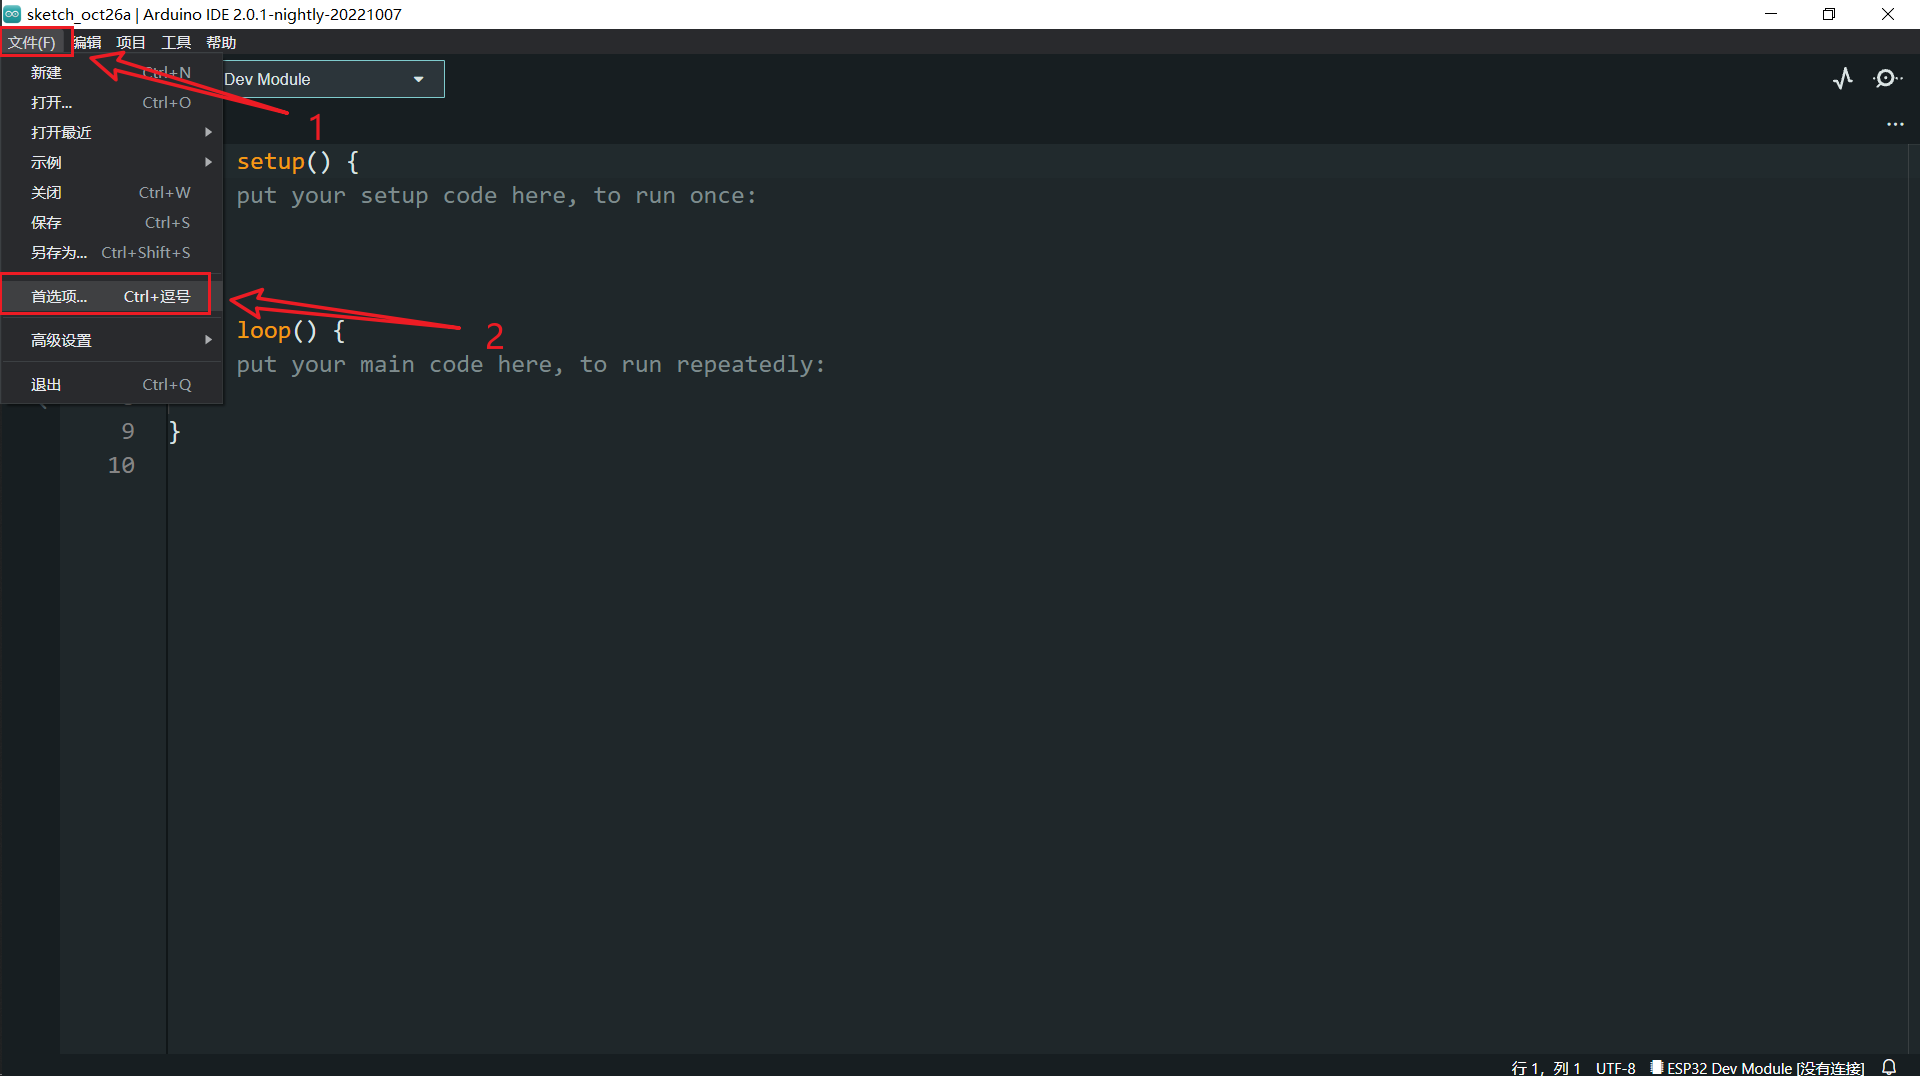 sketch_oct26a | Arduino IDE 2.0.1-nightly-20221007
文件(F) 编辑 项目 工具 帮助
新建 Ctrl+N
Dev Module
打开... Ctrl+O
1
打开最近
示例
setup() {
关闭 Ctrl+W
put your setup code here, to run once:
保存 Ctrl+S
另存为... Ctrl+Shift+S
首选项... Ctrl+逗号
2
loop() {
高级设置
put your main code here, to run repeatedly:
退出 Ctrl+Q
9 }
10
行 1，列 1 UTF-8 ESP32 Dev Module [没有连接]